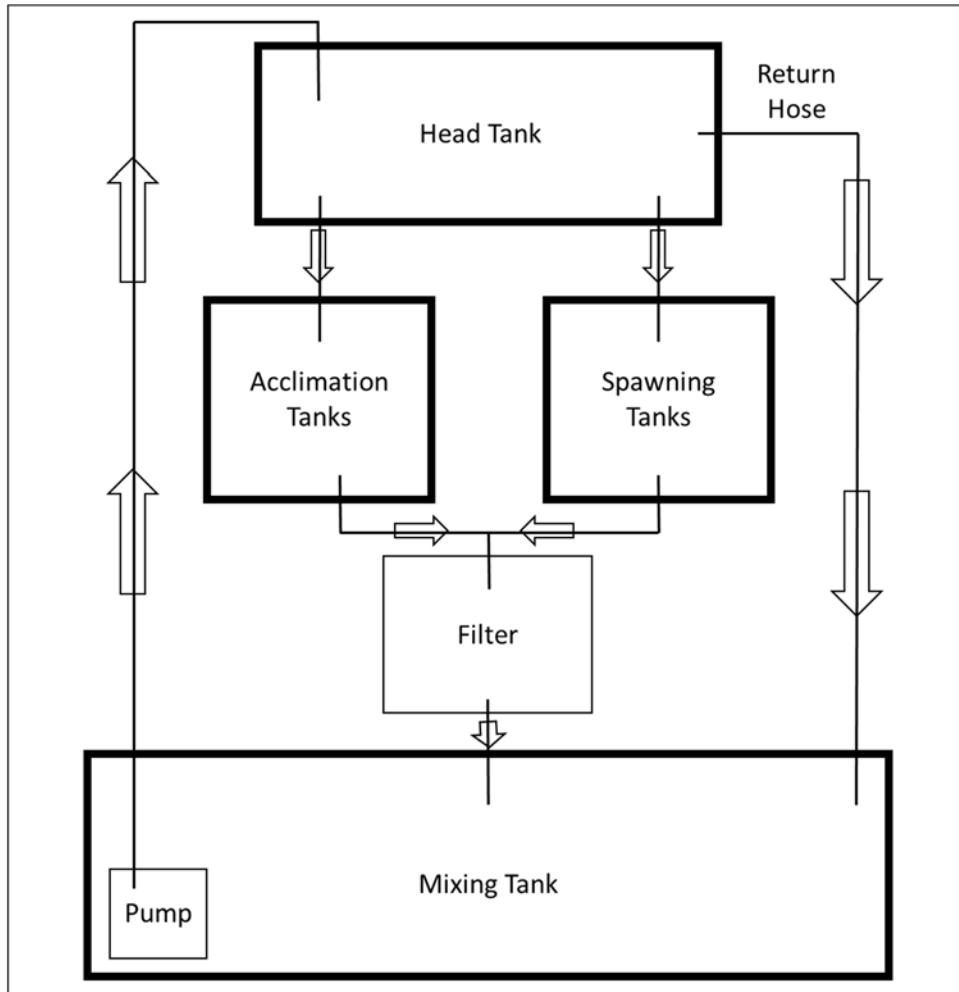 Return
Hose
Head Tank
Acclimation
Tanks
Spawning
Tanks
Filter
Mixing Tank
Pump